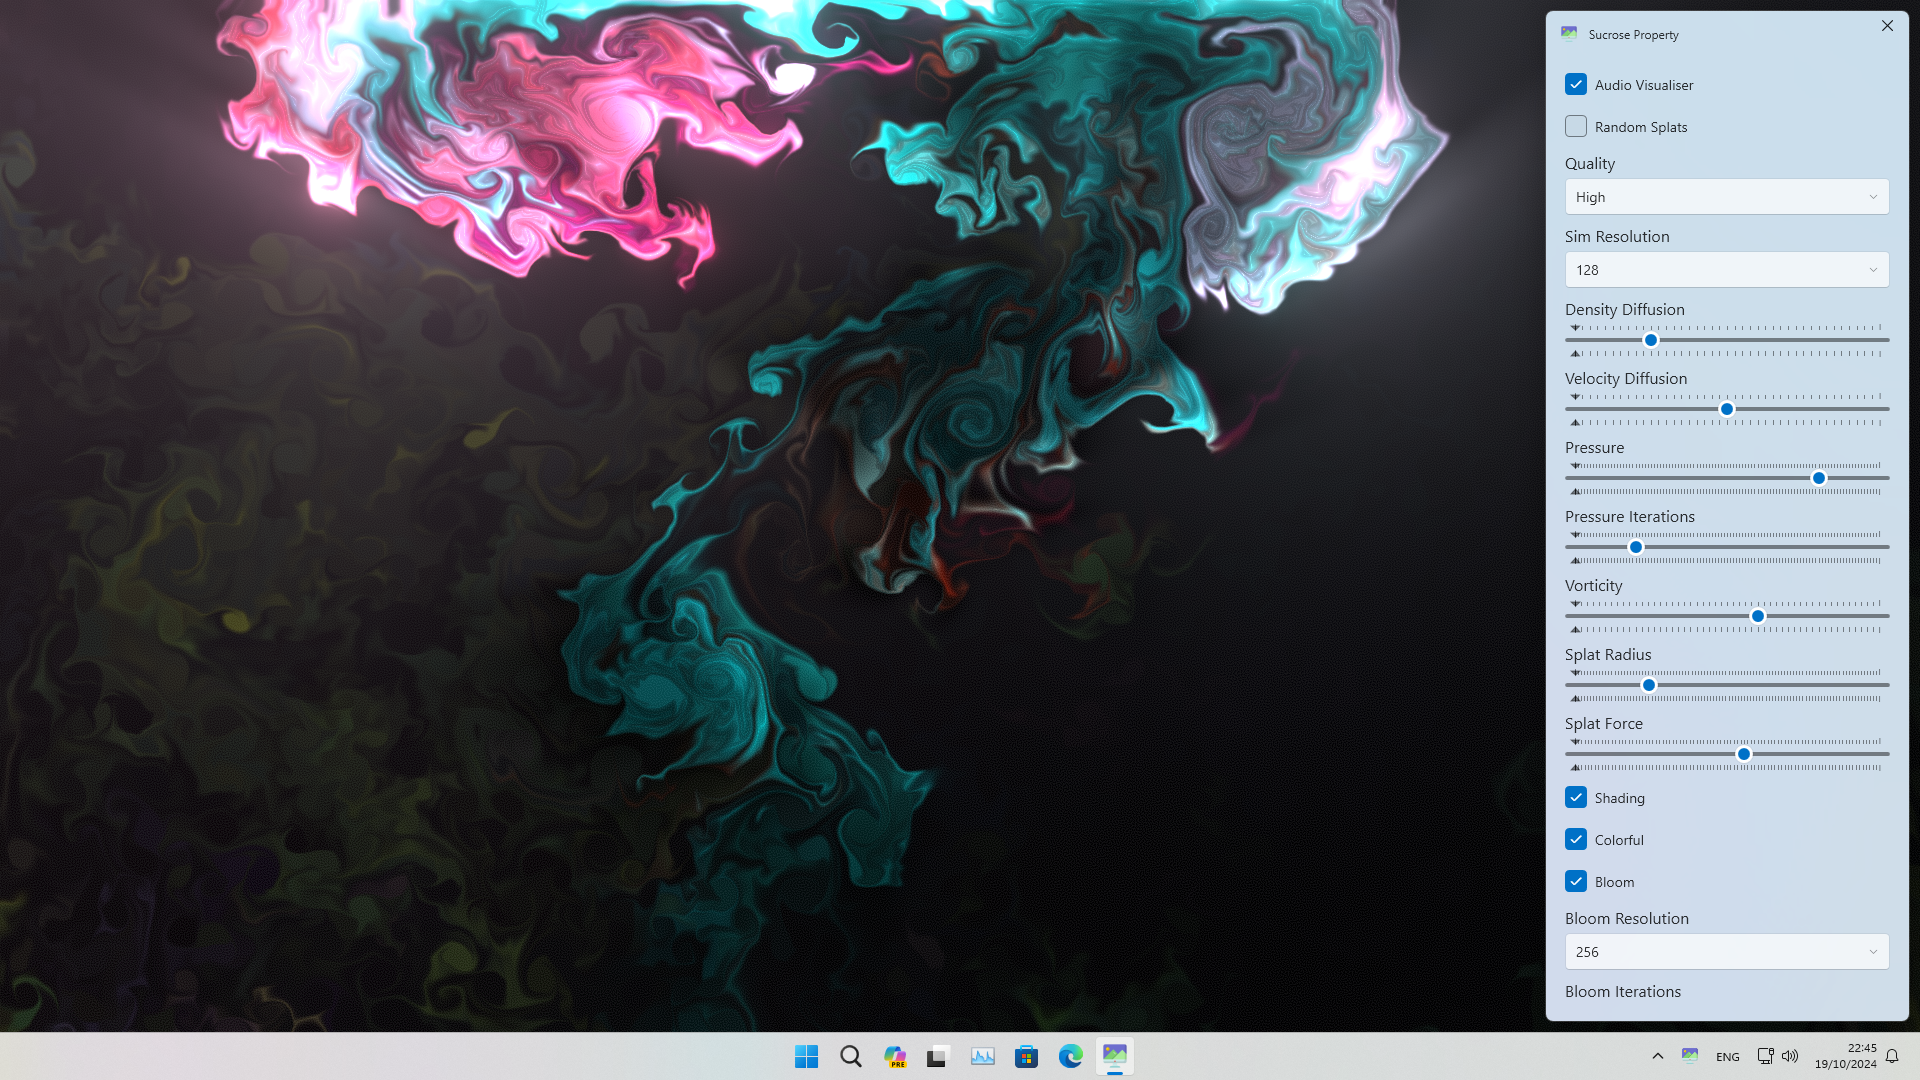 Sucrose Property
Audio Visualiser
Random Splats
Quality
High
Sim Resolution
128
Density Diffusion
Velocity Diffusion
Pressure
Pressure Iterations
Vorticity
Splat Radius
Splat Force
Shading
Colorful
Bloom
Bloom Resolution
256
Bloom Iterations
PRE
ENG
22:45
19/10/2024